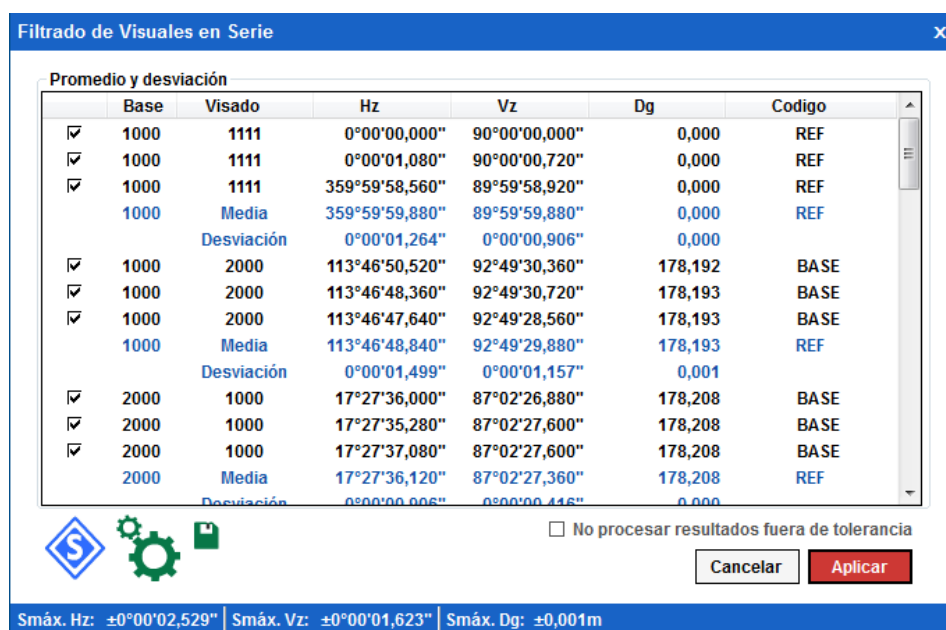 Filtrado de Visuales en Serie x
Promedio y desviación
Base Visado Hz Vz Dg Codigo
1000 1111 0°00'00,000" 90°00'00,000" 0,000 REF
1000 1111 0°00'01,080" 90°00'00,720" 0,000 REF
1000 1111 359°59'58,560" 89°59'58,920" 0,000 REF
1000 Media 359°59'59,880" 89°59'59,880" 0,000 REF
Desviación 0°00'01,264" 0°00'00,906" 0,000
1000 2000 113°46'50,520" 92°49'30,360" 178,192 BASE
1000 2000 113°46'48,360" 92°49'30,720" 178,193 BASE
1000 2000 113°46'47,640" 92°49'28,560" 178,193 BASE
1000 Media 113°46'48,840" 92°49'29,880" 178,193 REF
Desviación 0°00'01,499" 0°00'01,157" 0,001
2000 1000 17°27'36,000" 87°02'26,880" 178,208 BASE
2000 1000 17°27'35,280" 87°02'27,600" 178,208 BASE
2000 1000 17°27'37,080" 87°02'27,600" 178,208 BASE
2000 Media 17°27'36,120" 87°02'27,360" 178,208 REF
Desviación 0°00'00,906" 0°00'00,416" 0,000
S
No procesar resultados fuera de tolerancia
Cancelar Aplicar
Smáx. Hz: ±0°00'02,529" Smáx. Vz: ±0°00'01,623" Smáx. Dg: ±0,001m